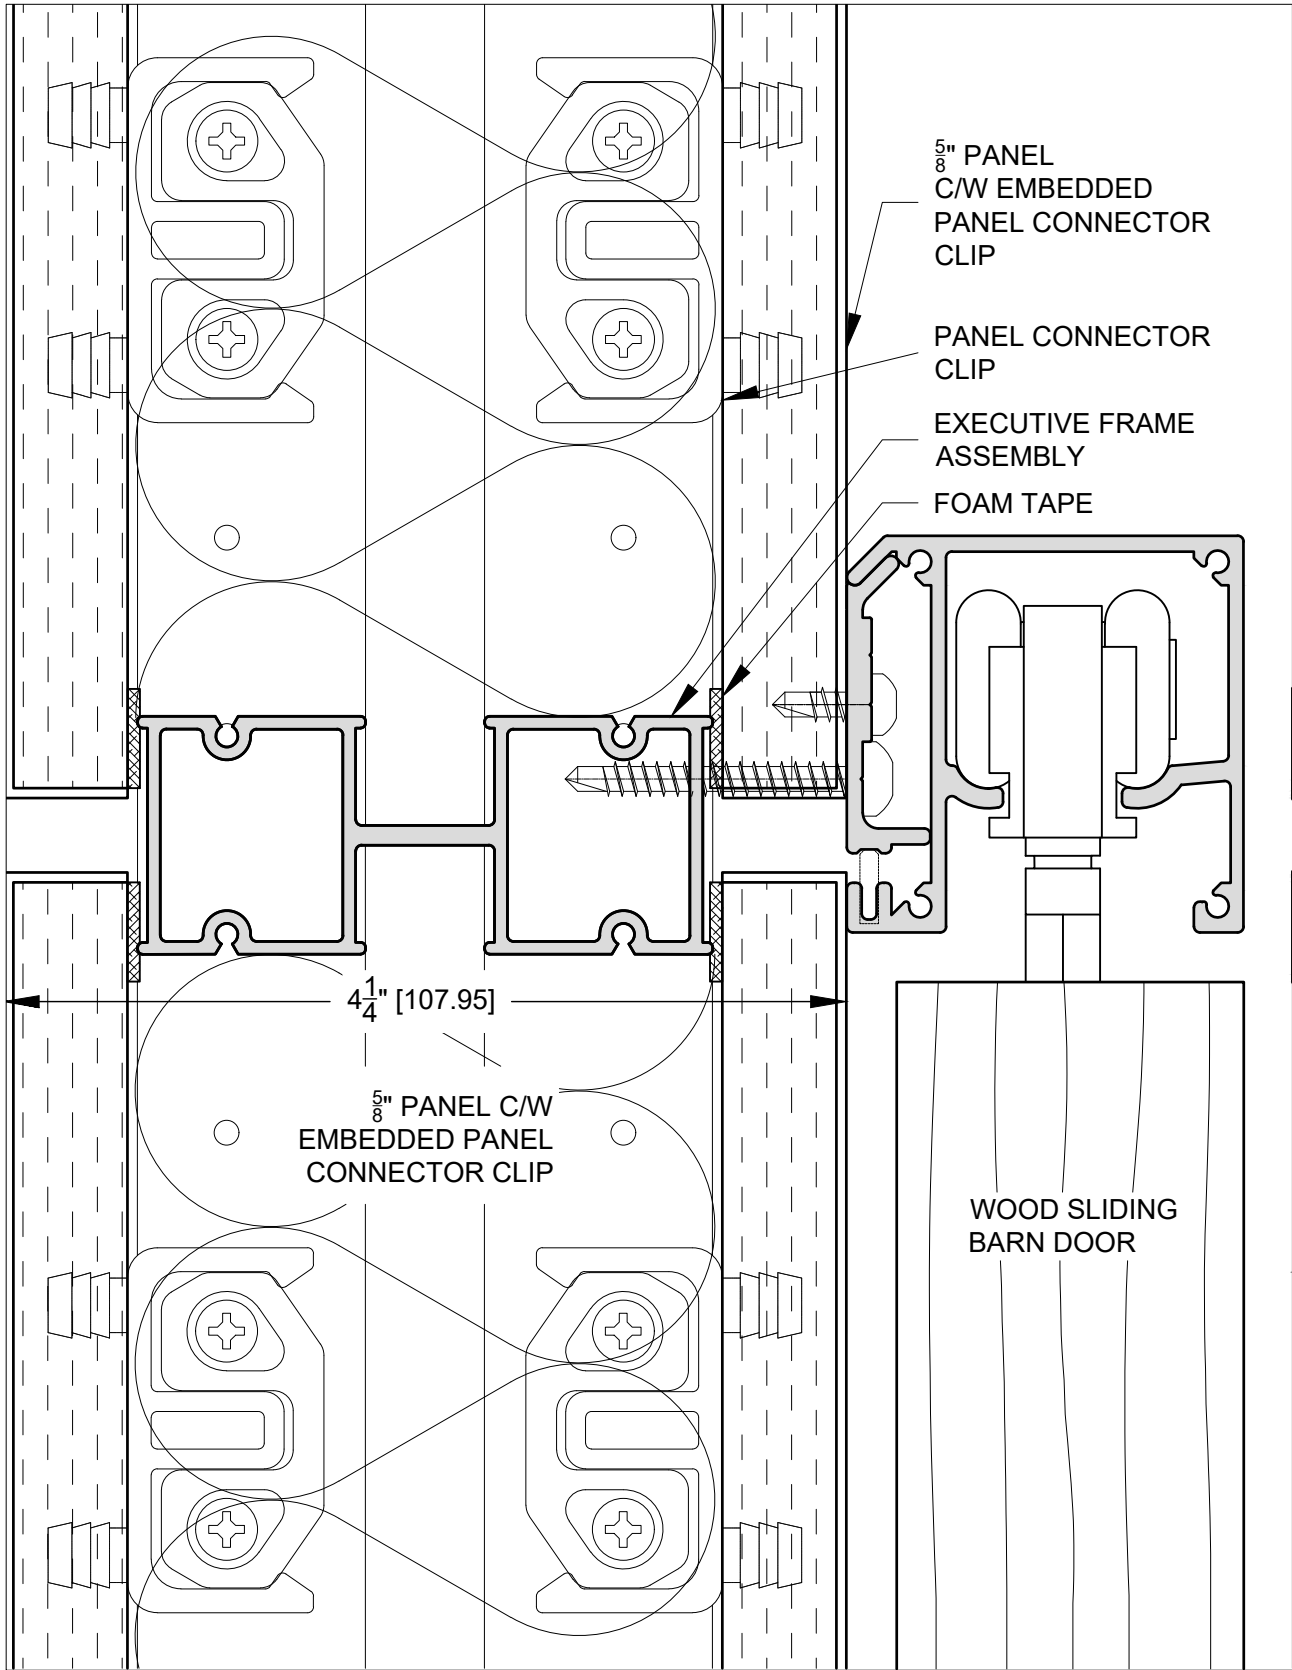 5/8" PANEL
C/W EMBEDDED
PANEL CONNECTOR
CLIP
PANEL CONNECTOR
CLIP
EXECUTIVE FRAME
ASSEMBLY
FOAM TAPE
4 1/4" [107.95]
5/8" PANEL C/W
EMBEDDED PANEL
CONNECTOR CLIP
WOOD SLIDING
BARN DOOR